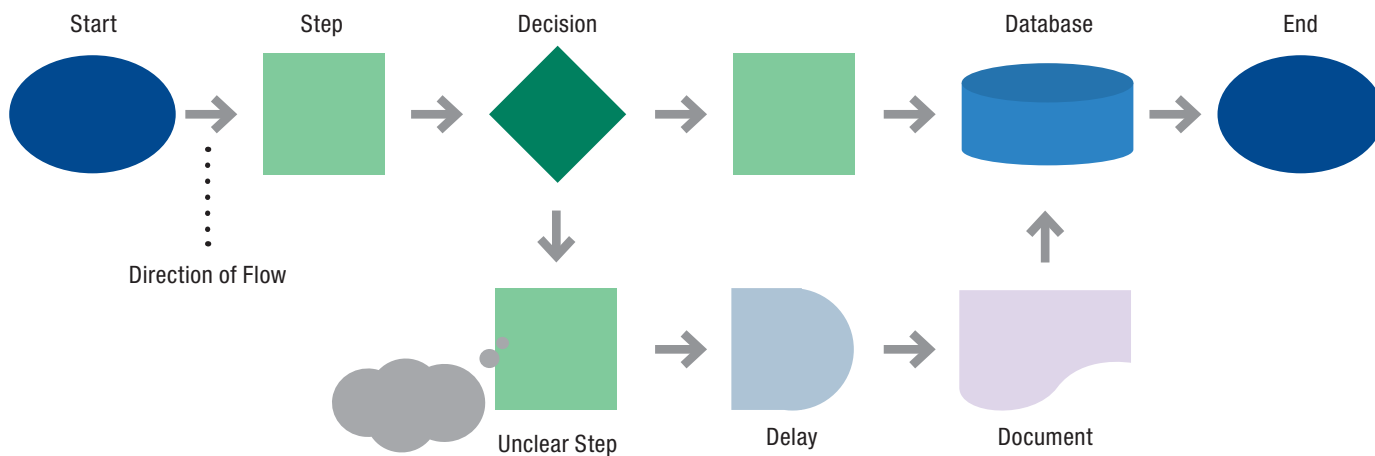 Start
Step
Decision
Database
End
Direction of Flow
Unclear Step
Delay
Document